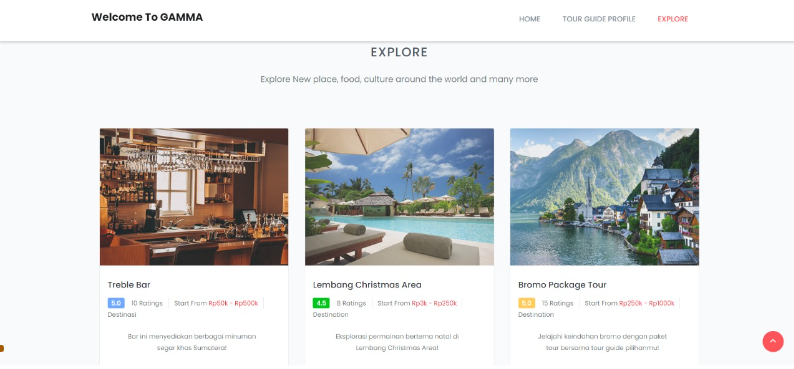 Welcome To GAMMA
HOME TOUR GUIDE PROFILE EXPLORE
EXPLORE
Explore New place, food, culture around the world and many more
Treble Bar
5.0 10 Ratings Start From Rp50k - Rp500k
Destinasi
Bar ini menyediakan berbagai minuman
segar khas Sumatera!
Lembang Christmas Area
4.5 8 Ratings Start From Rp3k - Rp350k
Destination
Eksplorasi permainan bertema natal di
Lembang Christmas Area!
Bromo Package Tour
5.0 15 Ratings Start From Rp250k - Rp1000k
Destination
Jelajahi keindahan bromo dengan paket
tour bersama tour guide pilihanmu!